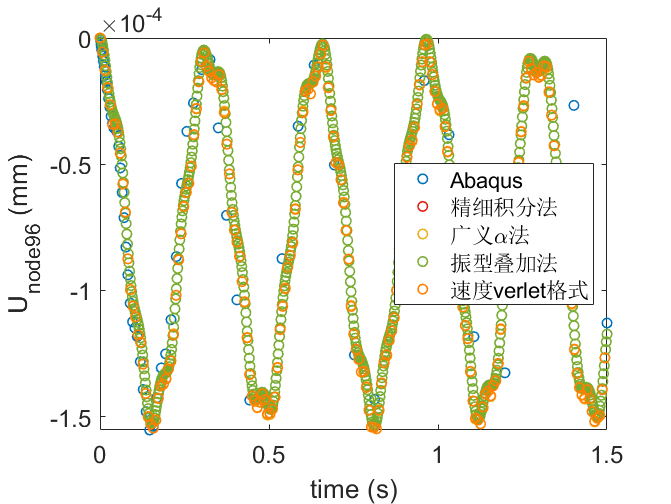 ×10⁻⁴
0
-0.5
-1
-1.5
U_node96 (mm)
0 0.5 1 1.5
time (s)
Abaqus
精细积分法
广义α法
振型叠加法
速度verlet格式